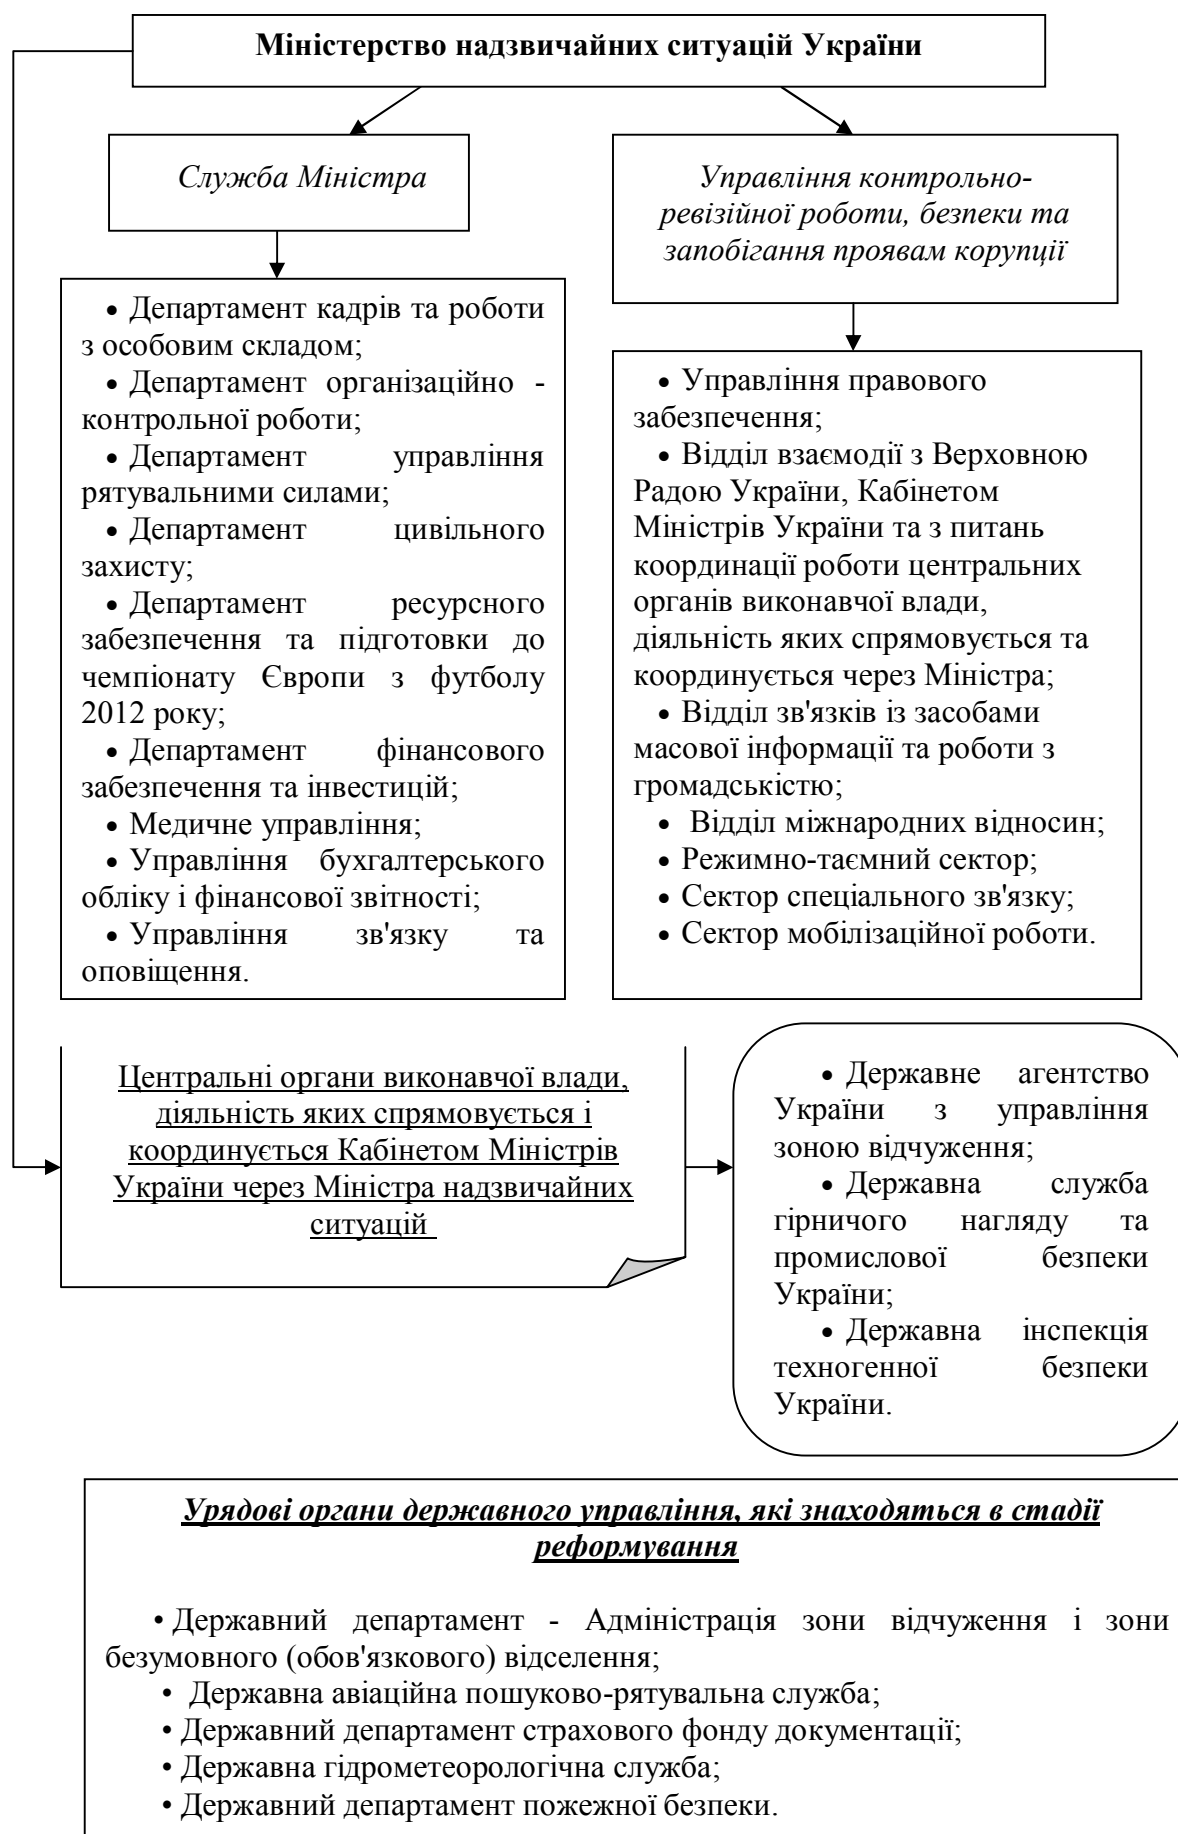 Міністерство надзвичайних ситуацій України
Служба Міністра
Управління контрольно-
ревізійної роботи, безпеки та
запобігання проявам корупції
• Департамент кадрів та роботи
з особовим складом;
• Департамент організаційно -
контрольної роботи;
• Департамент управління
рятувальними силами;
• Департамент цивільного
захисту;
• Департамент ресурсного
забезпечення та підготовки до
чемпіонату Європи з футболу
2012 року;
• Департамент фінансового
забезпечення та інвестицій;
• Медичне управління;
• Управління бухгалтерського
обліку і фінансової звітності;
• Управління зв'язку та
оповіщення.
• Управління правового
забезпечення;
• Відділ взаємодії з Верховною
Радою України, Кабінетом
Міністрів України та з питань
координації роботи центральних
органів виконавчої влади,
діяльність яких спрямовується та
координується через Міністра;
• Відділ зв'язків із засобами
масової інформації та роботи з
громадськістю;
• Відділ міжнародних відносин;
• Режимно-таємний сектор;
• Сектор спеціального зв'язку;
• Сектор мобілізаційної роботи.
Центральні органи виконавчої влади,
діяльність яких спрямовується і
координується Кабінетом Міністрів
України через Міністра надзвичайних
ситуацій
• Державне агентство
України з управління
зоною відчуження;
• Державна служба
гірничого нагляду та
промислової безпеки
України;
• Державна інспекція
техногенної безпеки
України.
Урядові органи державного управління, які знаходяться в стадії
реформування
• Державний департамент - Адміністрація зони відчуження і зони
безумовного (обов'язкового) відселення;
• Державна авіаційна пошуково-рятувальна служба;
• Державний департамент страхового фонду документації;
• Державна гідрометеорологічна служба;
• Державний департамент пожежної безпеки.